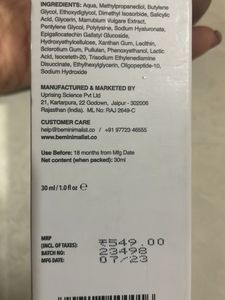 INGREDIENTS: Aqua, Methylpropanediol, Butylene
Glycol, Ethoxydiglycol, Dimethyl Isosorbide, Salicylic
Acid, Glycerin, Marrubium Vulgare Extract,
Pentylene Glycol, Polylysine, Sodium Hyaluronate,
Epigallocatechin Gallatyl Glucoside,
Hydroxyethylcellulose, Xanthan Gum, Lecithin,
Sclerotium Gum, Pullulan, Phenoxyethanol, Lactic
Acid, Isoceteth-20, Trisodium Ethylenediamine
Disuccinate, Ethylhexylglycerin, Oligopeptide-10,
Sodium Hydroxide
MANUFACTURED & MARKETED BY
Uprising Science Pvt Ltd
21, Kartarpura, 22 Godown, Jaipur - 302006
Rajasthan (India). ML No: RAJ 2649-C
CUSTOMER CARE
help@beminimalist.co / +91 97723 46555
www.beminimalist.co
Use Before: 18 months from Mfg Date
Net content (when packed): 30ml
30 ml / 1.0 fl oz ℮
MRP
(INCL. OF TAXES): ₹549.00
BATCH NO: 23498
MFG DATE: 07/23